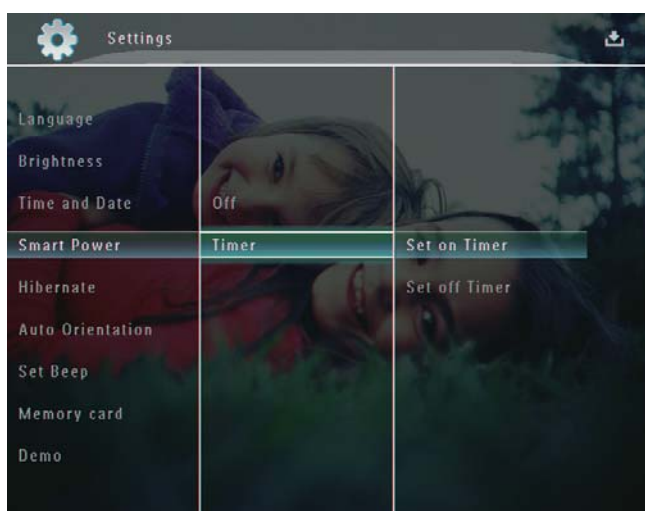 Settings
Language
Brightness
Time and Date
Smart Power
Hibernate
Auto Orientation
Set Beep
Memory card
Demo
Off
Timer
Set on Timer
Set off Timer